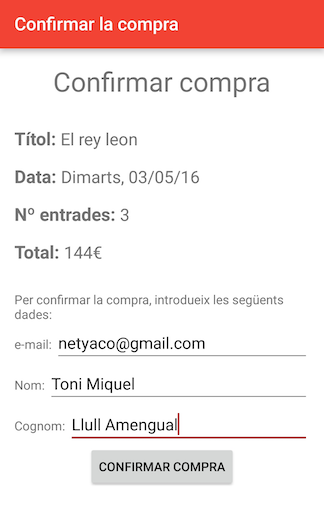 Confirmar la compra
Confirmar compra
Títol: El rey leon
Data: Dimarts, 03/05/16
Nº entrades: 3
Total: 144€
Per confirmar la compra, introdueix les següents
dades:
e-mail: netyaco@gmail.com
Nom: Toni Miquel
Cognom: Llull Amengual
CONFIRMAR COMPRA